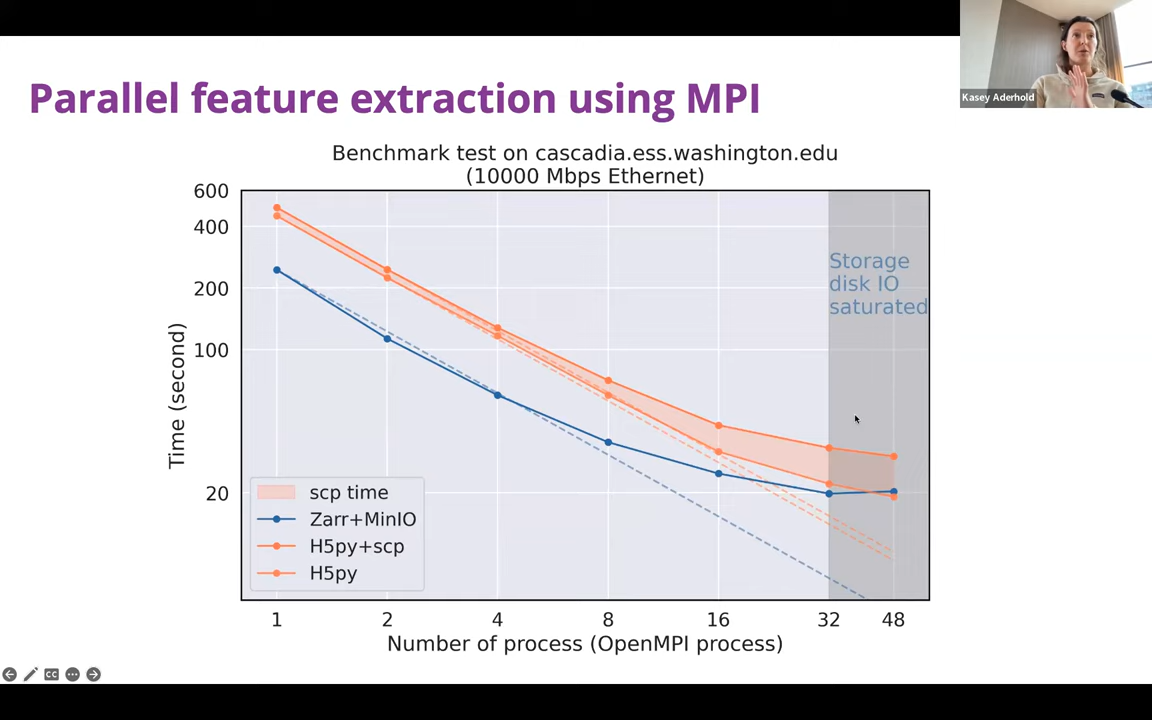 Parallel feature extraction using MPI
Kasey Aderhold
Benchmark test on cascadia.ess.washington.edu
(10000 Mbps Ethernet)
600
400
200
100
20
Time (second)
Storage
disk IO
saturated
scp time
Zarr+MinIO
H5py+scp
H5py
1 2 4 8 16 32 48
Number of process (OpenMPI process)
CC